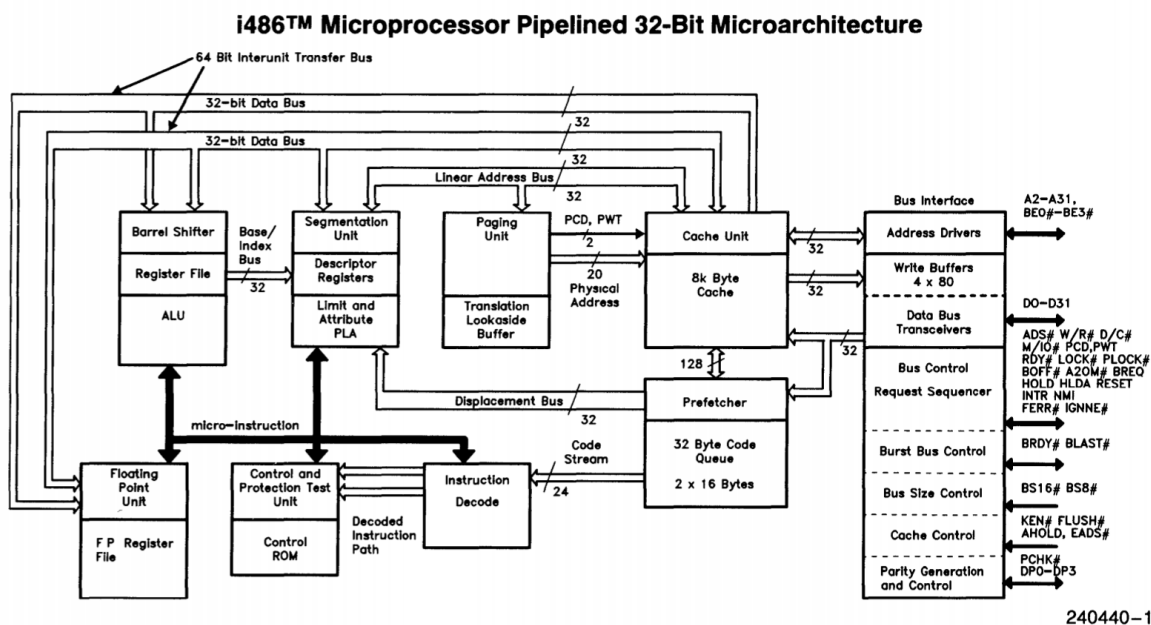 i486™ Microprocessor Pipelined 32-Bit Microarchitecture
64 Bit Interunit Transfer Bus
32-bit Data Bus
32
32-bit Data Bus
32
32
Linear Address Bus
32
Barrel Shifter
Register File
ALU
Base/
Index
Bus
32
Segmentation
Unit
Descriptor
Registers
Limit and
Attribute
PLA
Paging
Unit
Translation
Lookaside
Buffer
PCD, PWT
2
20
Physical
Address
Cache Unit
8k Byte
Cache
32
32
32
128
Bus Interface
Address Drivers
Write Buffers
4 x 80
Data Bus
Transceivers
Bus Control
Request Sequencer
Burst Bus Control
Bus Size Control
Cache Control
Parity Generation
and Control
A2-A31,
BE0#-BE3#
D0-D31
ADS# W/R# D/C#
M/IO# PCD,PWT
RDY# LOCK# PLOCK#
BOFF# A20M# BREQ
HOLD HLDA RESET
INTR NMI
FERR# IGNNE#
BRDY# BLAST#
BS16# BS8#
KEN# FLUSH#
AHOLD, EADS#
PCHK#
DP0-DP3
Displacement Bus
32
Prefetcher
32 Byte Code
Queue
2 x 16 Bytes
Code
Stream
24
micro-instruction
Floating
Point
Unit
F P Register
File
Control and
Protection Test
Unit
Control
ROM
Instruction
Decode
Decoded
Instruction
Path
240440-1